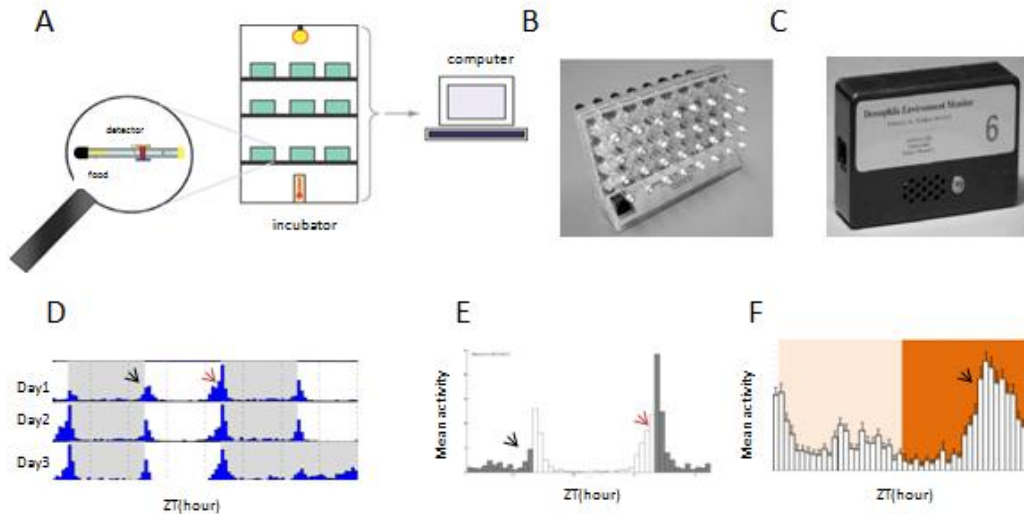 A
B
C
computer
detector
food
incubator
Drosophila Environment Monitor
6
D
E
F
Day1
Day2
Day3
ZT(hour)
Mean activity
ZT(hour)
Mean activity
ZT(hour)